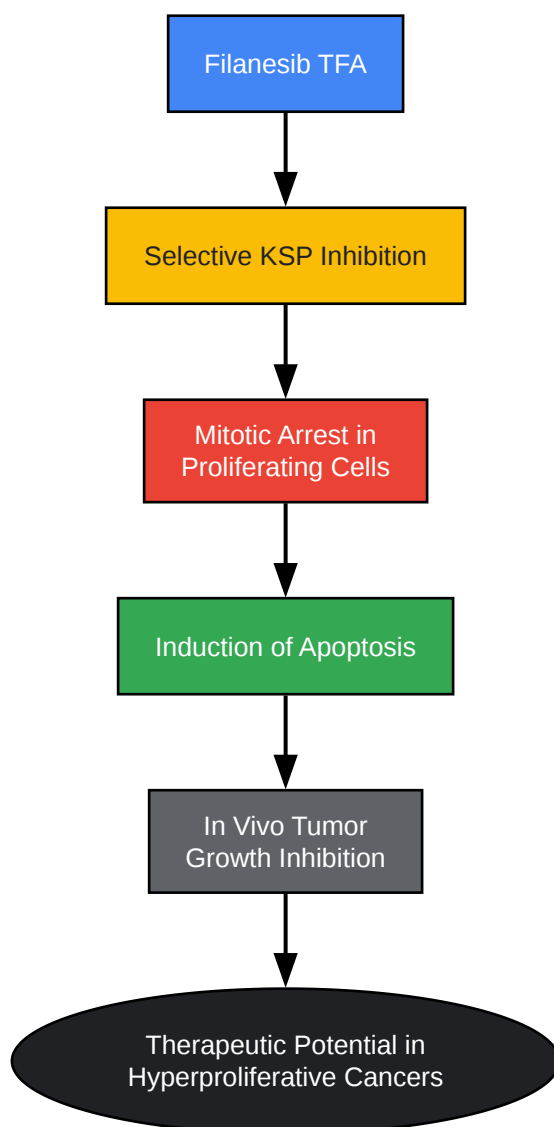 Filanesib TFA
Selective KSP Inhibition
Mitotic Arrest in
Proliferating Cells
Induction of Apoptosis
In Vivo Tumor
Growth Inhibition
Therapeutic Potential in
Hyperproliferative Cancers